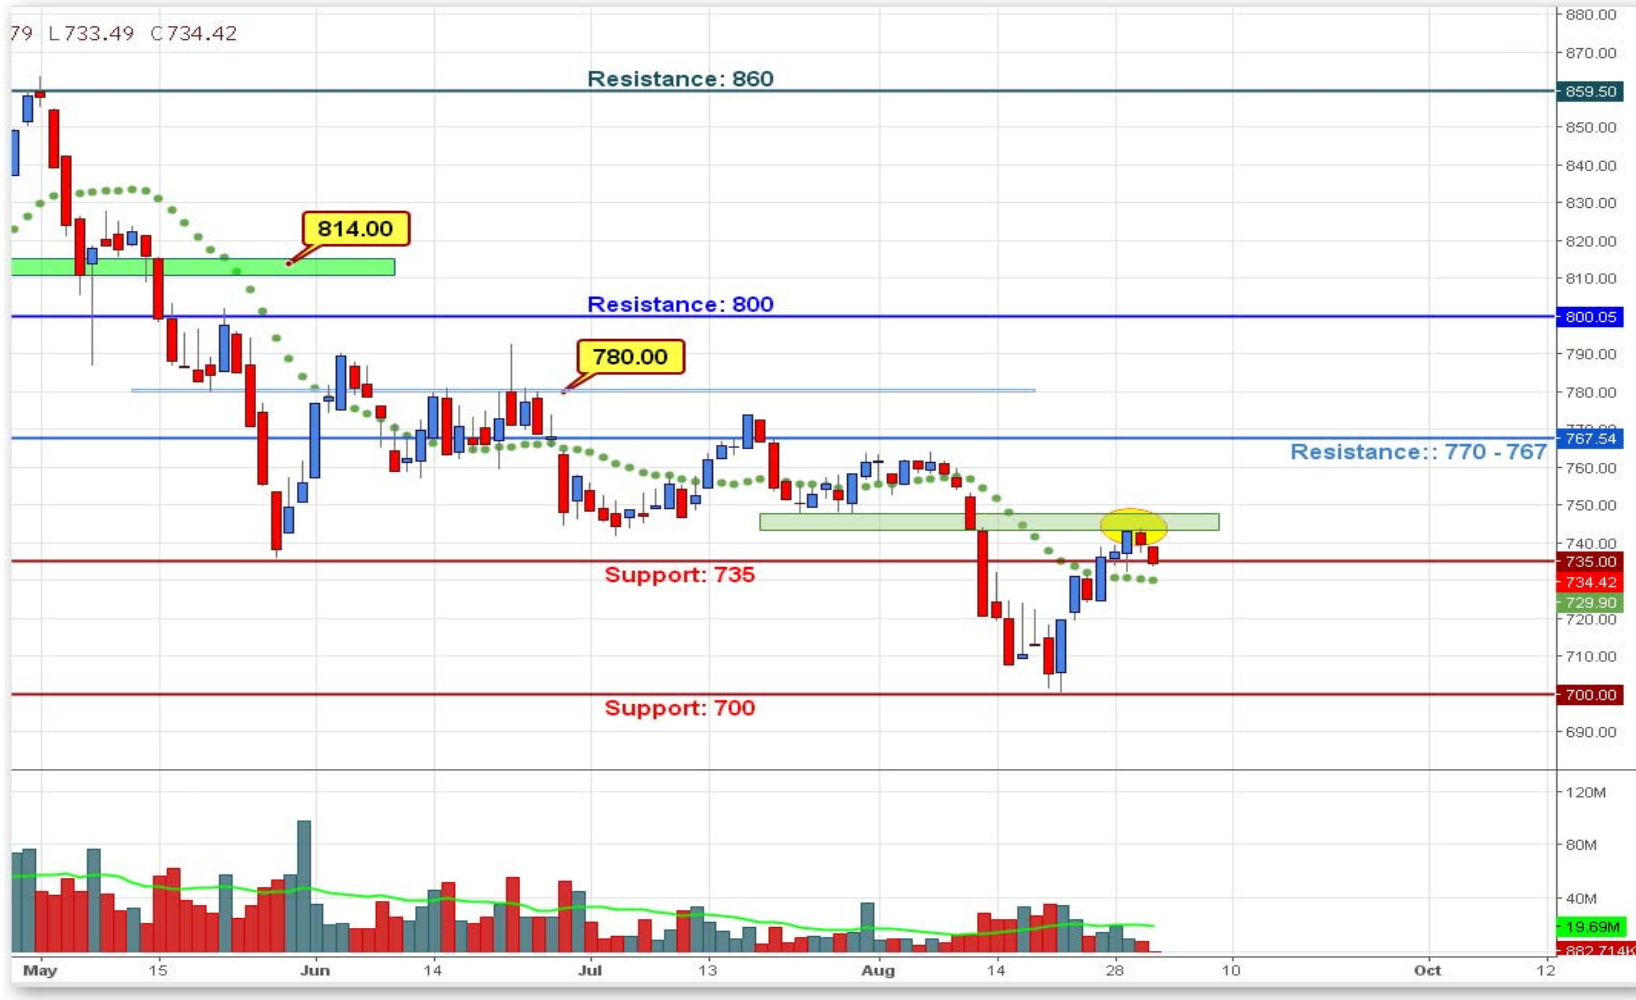 79 L733.49 C734.42
880.00
870.00
Resistance: 860
859.50
850.00
840.00
830.00
814.00
820.00
810.00
Resistance: 800
800.05
780.00
790.00
780.00
770.00
767.54
Resistance:: 770 - 767
760.00
750.00
740.00
735.00
Support: 735
734.42
729.90
720.00
710.00
700.00
Support: 700
690.00
120M
80M
40M
19.69M
882.714K
May 15 Jun 14 Jul 13 Aug 14 28 10 Oct 12